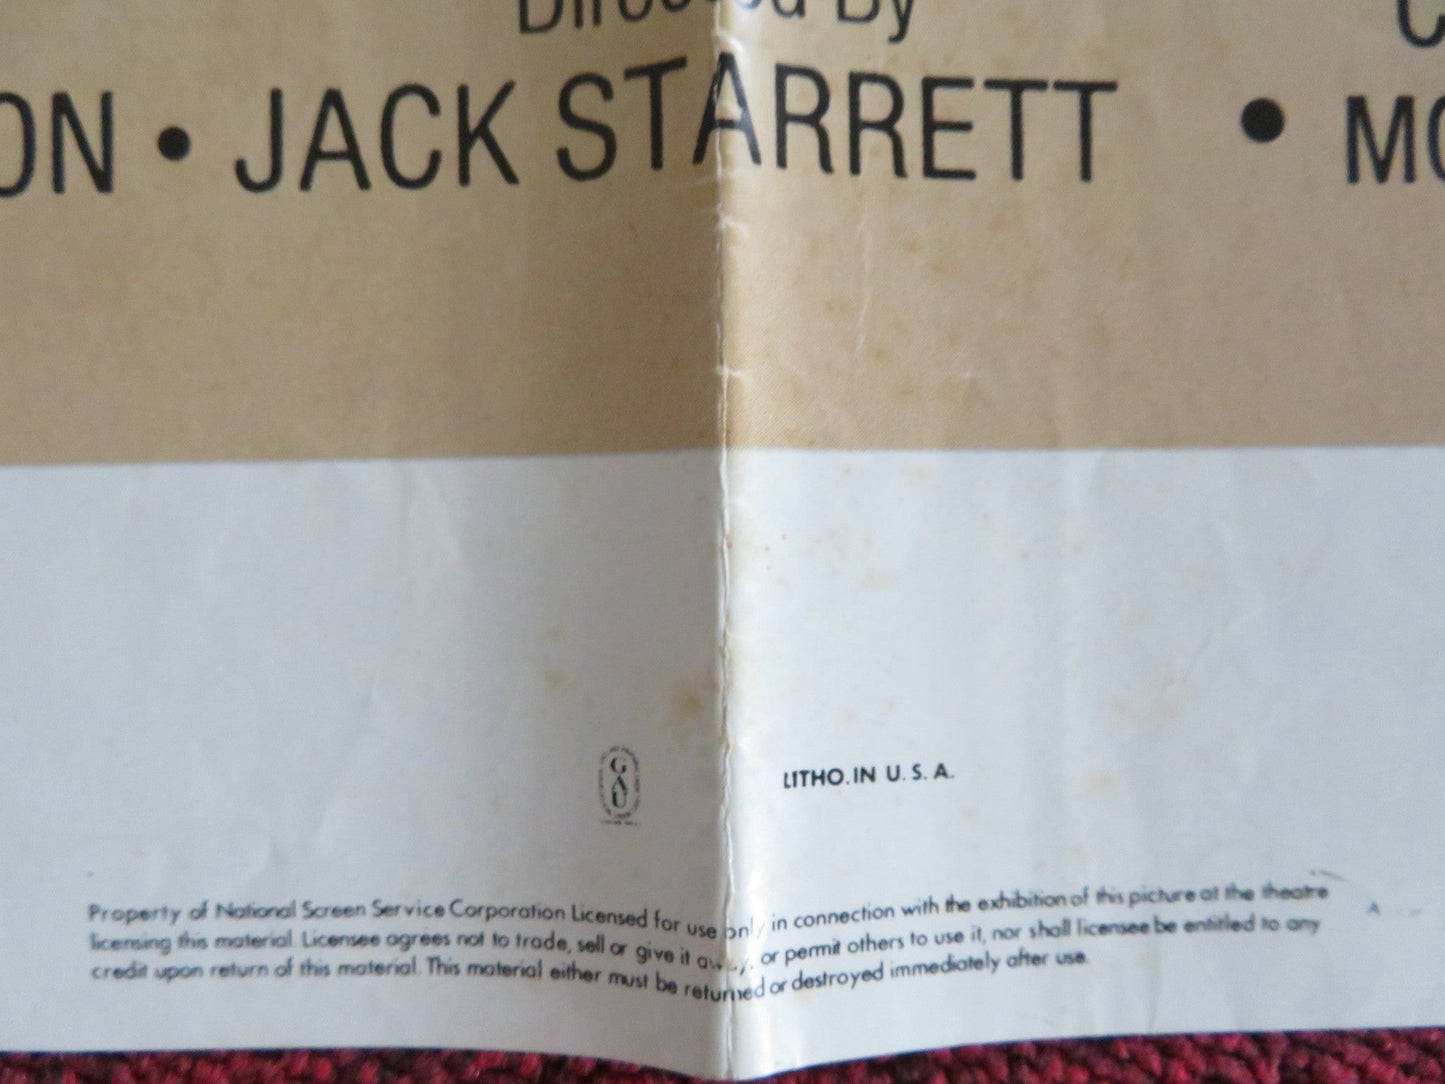 Directed By
ON • JACK STARRETT • MO
GAU
LITHO. IN U. S. A.
Property of National Screen Service Corporation Licensed for use only in connection with the exhibition of this picture at the theatre
licensing this material. Licensee agrees not to trade, sell or give it away, or permit others to use it, nor shall licensee be entitled to any
credit upon return of this material. This material either must be returned or destroyed immediately after use.
A